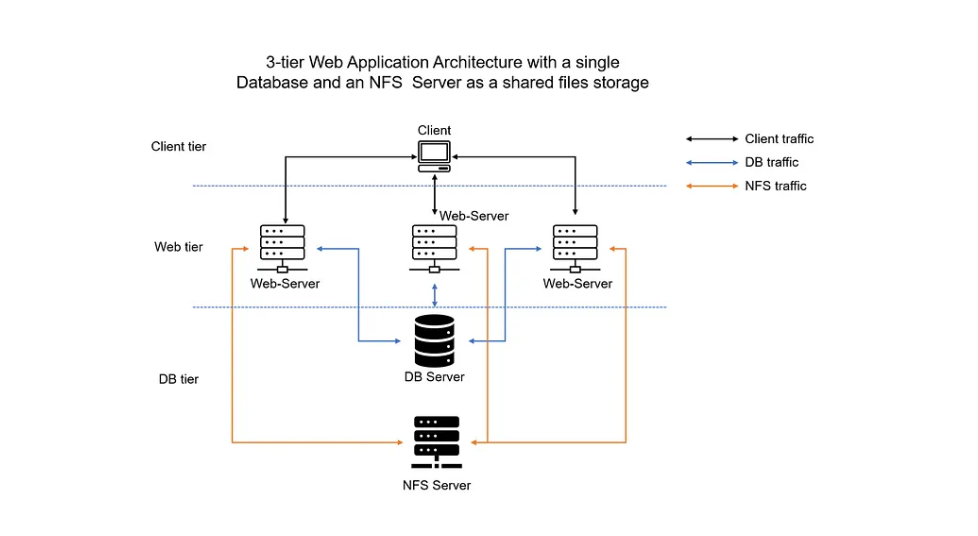 3-tier Web Application Architecture with a single
Database and an NFS Server as a shared files storage
Client
Client tier
Client traffic
DB traffic
NFS traffic
Web-Server
Web tier
Web-Server
Web-Server
DB Server
DB tier
NFS Server